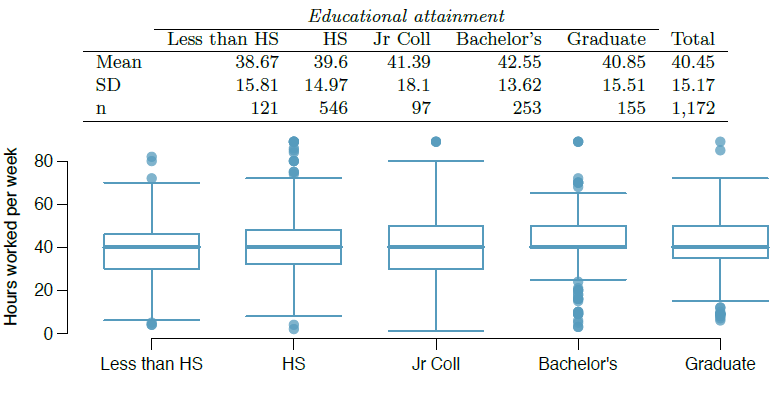 Educational attainment
Less than HS HS Jr Coll Bachelor's Graduate Total
Mean 38.67 39.6 41.39 42.55 40.85 40.45
SD 15.81 14.97 18.1 13.62 15.51 15.17
n 121 546 97 253 155 1,172
Hours worked per week
80
60
40
20
0
Less than HS HS Jr Coll Bachelor's Graduate